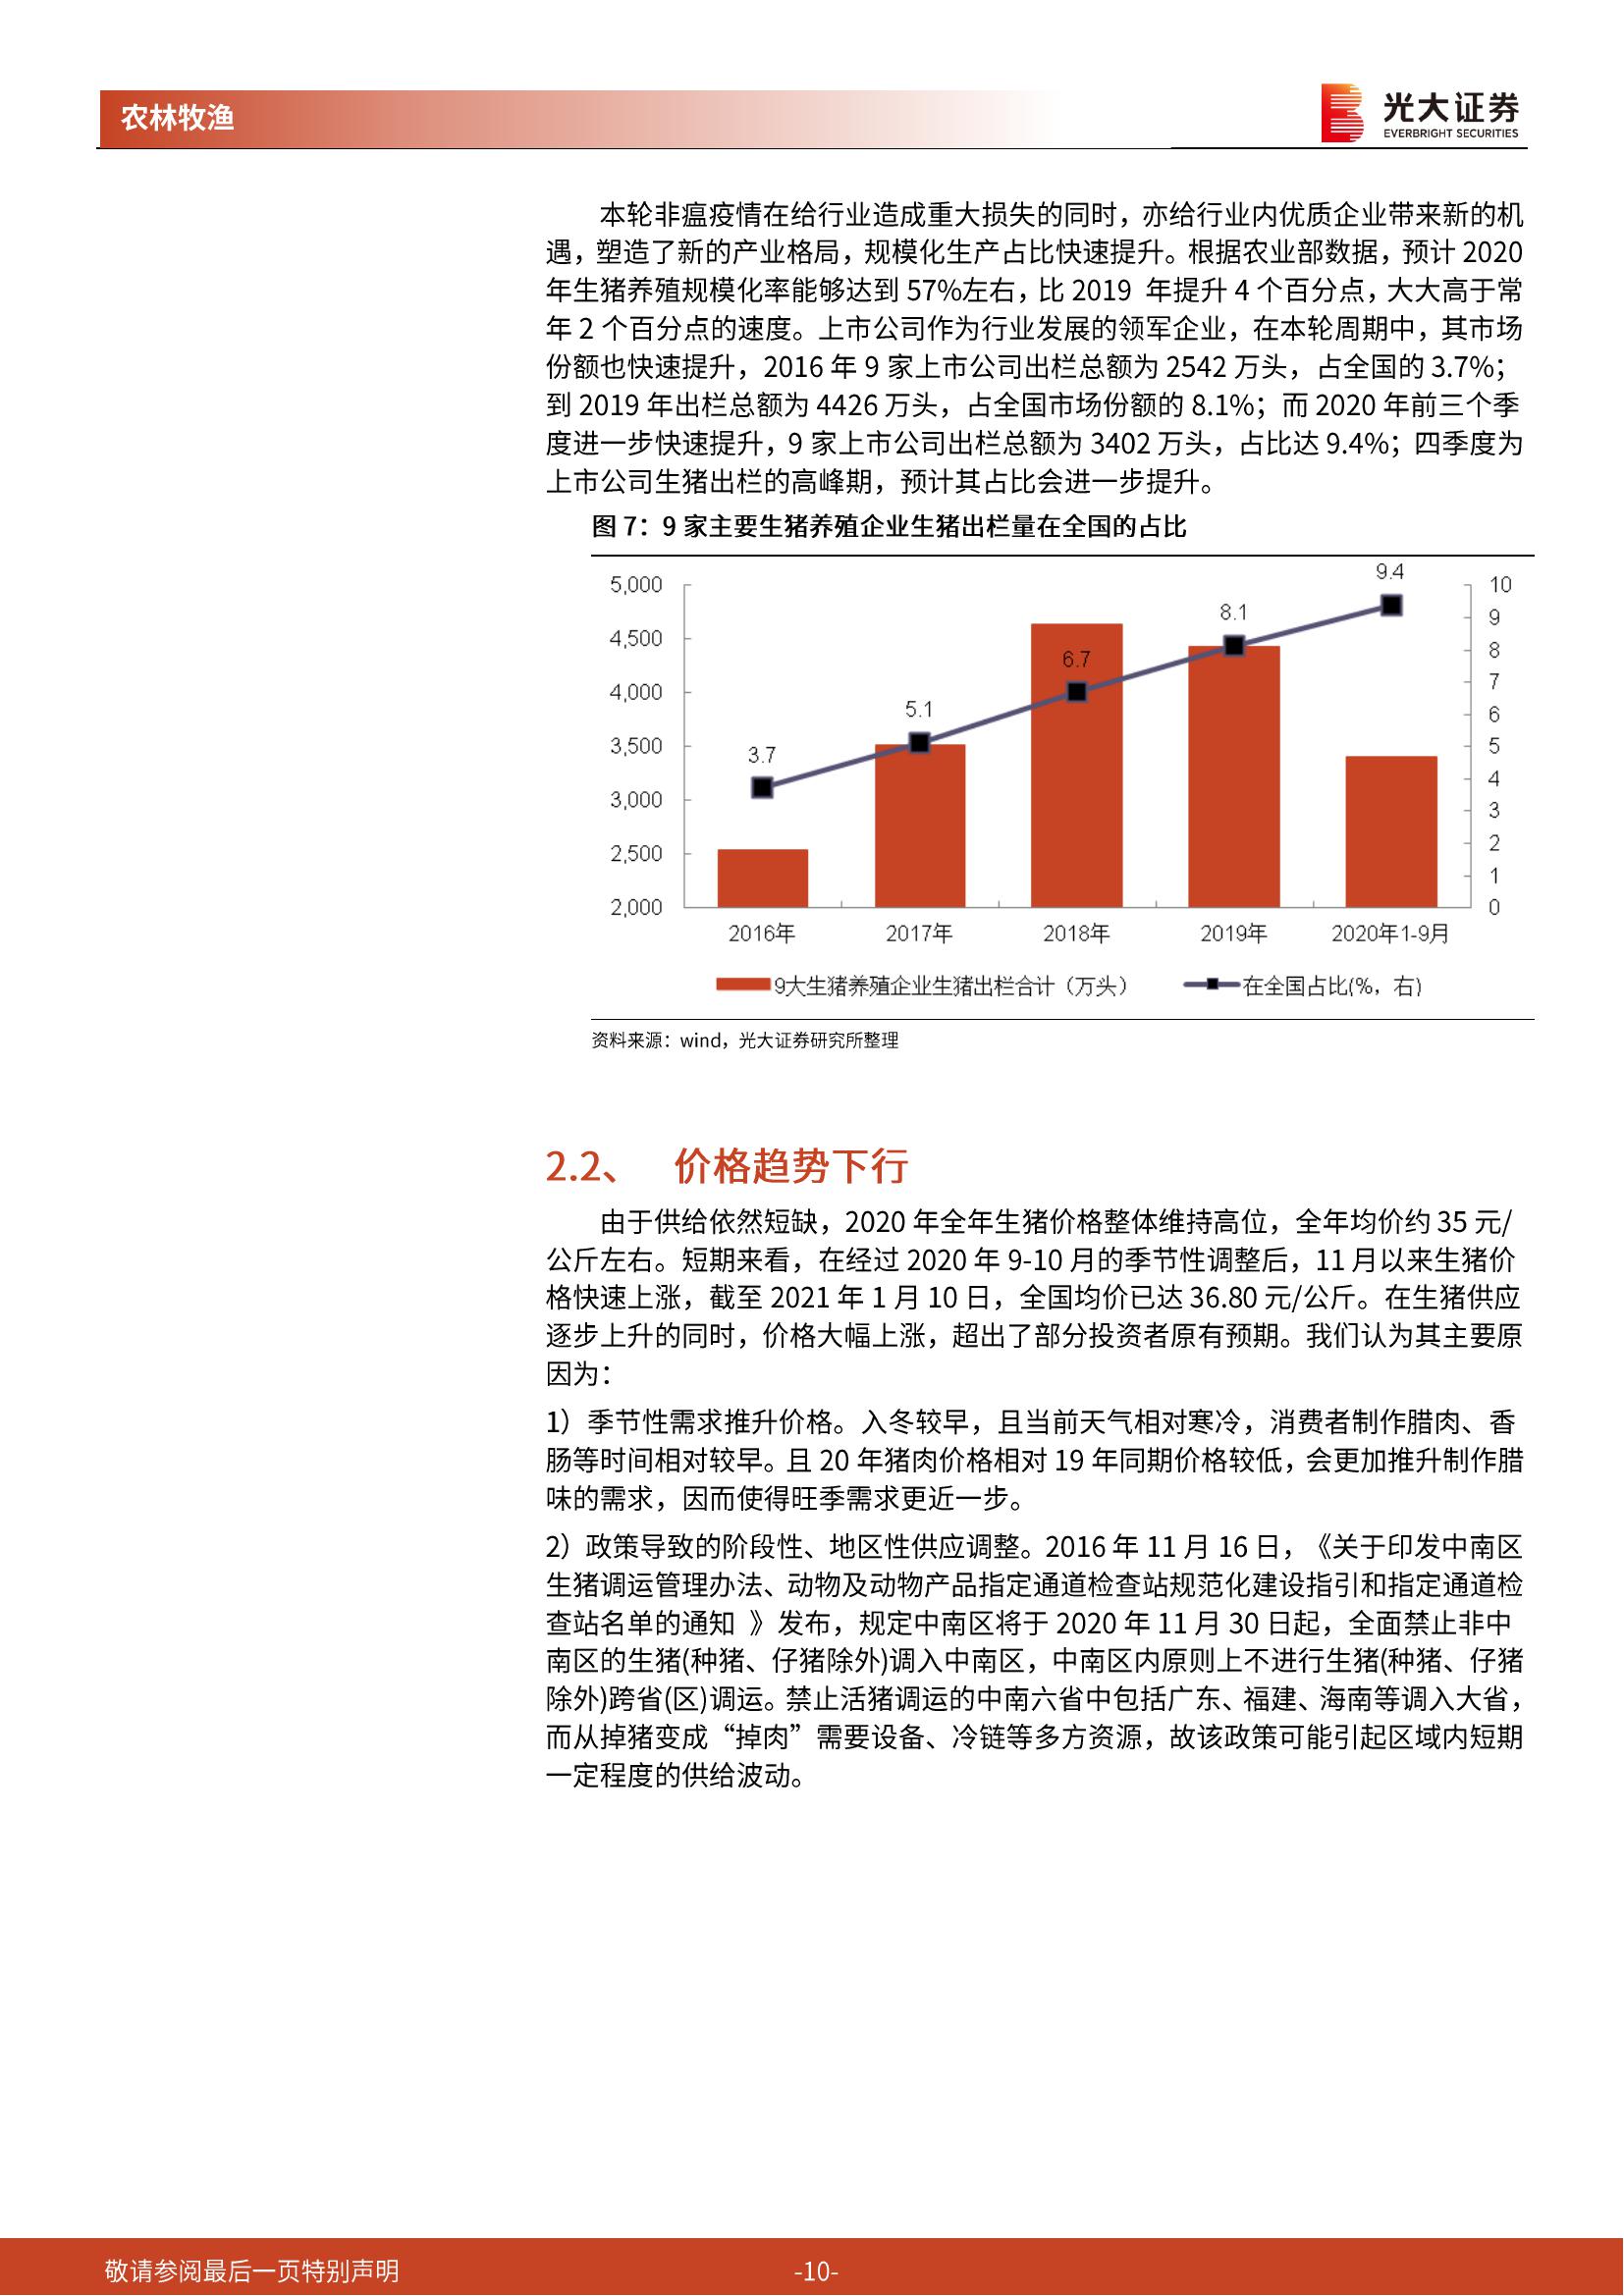 农林牧渔
光大证券
EVERBRIGHT SECURITIES
本轮非瘟疫情在给行业造成重大损失的同时，亦给行业内优质企业带来新的机
遇，塑造了新的产业格局，规模化生产占比快速提升。根据农业部数据，预计 2020
年生猪养殖规模化率能够达到 57%左右，比 2019 年提升 4 个百分点，大大高于常
年 2 个百分点的速度。上市公司作为行业发展的领军企业，在本轮周期中，其市场
份额也快速提升，2016 年 9 家上市公司出栏总额为 2542 万头，占全国的 3.7%；
到 2019 年出栏总额为 4426 万头，占全国市场份额的 8.1%；而 2020 年前三个季
度进一步快速提升，9 家上市公司出栏总额为 3402 万头，占比达 9.4%；四季度为
上市公司生猪出栏的高峰期，预计其占比会进一步提升。
图 7：9 家主要生猪养殖企业生猪出栏量在全国的占比
5,000
4,500
4,000
3,500
3,000
2,500
2,000
3.7
5.1
6.7
8.1
9.4
10
9
8
7
6
5
4
3
2
1
0
2016年
2017年
2018年
2019年
2020年1-9月
9大生猪养殖企业生猪出栏合计（万头）
在全国占比(%，右)
资料来源：wind，光大证券研究所整理
2.2、 价格趋势下行
由于供给依然短缺，2020 年全年生猪价格整体维持高位，全年均价约 35 元/
公斤左右。短期来看，在经过 2020 年 9-10 月的季节性调整后，11 月以来生猪价
格快速上涨，截至 2021 年 1 月 10 日，全国均价已达 36.80 元/公斤。在生猪供应
逐步上升的同时，价格大幅上涨，超出了部分投资者原有预期。我们认为其主要原
因为：
1）季节性需求推升价格。入冬较早，且当前天气相对寒冷，消费者制作腊肉、香
肠等时间相对较早。且 20 年猪肉价格相对 19 年同期价格较低，会更加推升制作腊
味的需求，因而使得旺季需求更近一步。
2）政策导致的阶段性、地区性供应调整。2016 年 11 月 16 日，《关于印发中南区
生猪调运管理办法、动物及动物产品指定通道检查站规范化建设指引和指定通道检
查站名单的通知 》发布，规定中南区将于 2020 年 11 月 30 日起，全面禁止非中
南区的生猪(种猪、仔猪除外)调入中南区，中南区内原则上不进行生猪(种猪、仔猪
除外)跨省(区)调运。禁止活猪调运的中南六省中包括广东、福建、海南等调入大省，
而从掉猪变成“掉肉”需要设备、冷链等多方资源，故该政策可能引起区域内短期
一定程度的供给波动。
敬请参阅最后一页特别声明
-10-